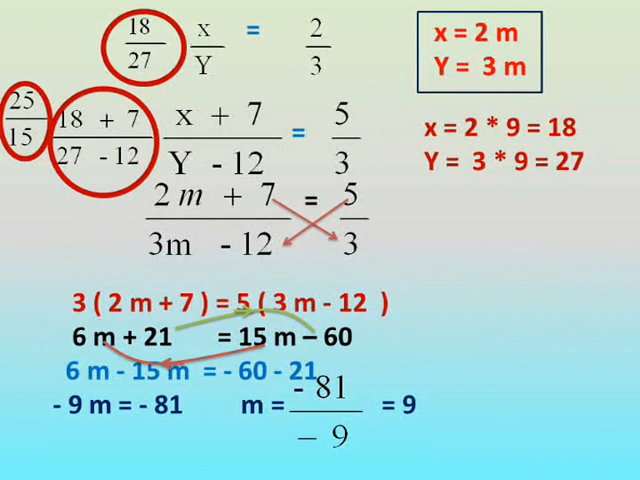 18/27 x/Y = 2/3
x = 2 m
Y = 3 m
25/15 18 + 7/27 - 12 x + 7/Y - 12 = 5/3
x = 2 * 9 = 18
Y = 3 * 9 = 27
2 m + 7/3m - 12 = 5/3
3 ( 2 m + 7 ) = 5 ( 3 m - 12 )
6 m + 21 = 15 m – 60
6 m - 15 m = - 60 - 21
- 9 m = - 81 m = - 81/– 9 = 9